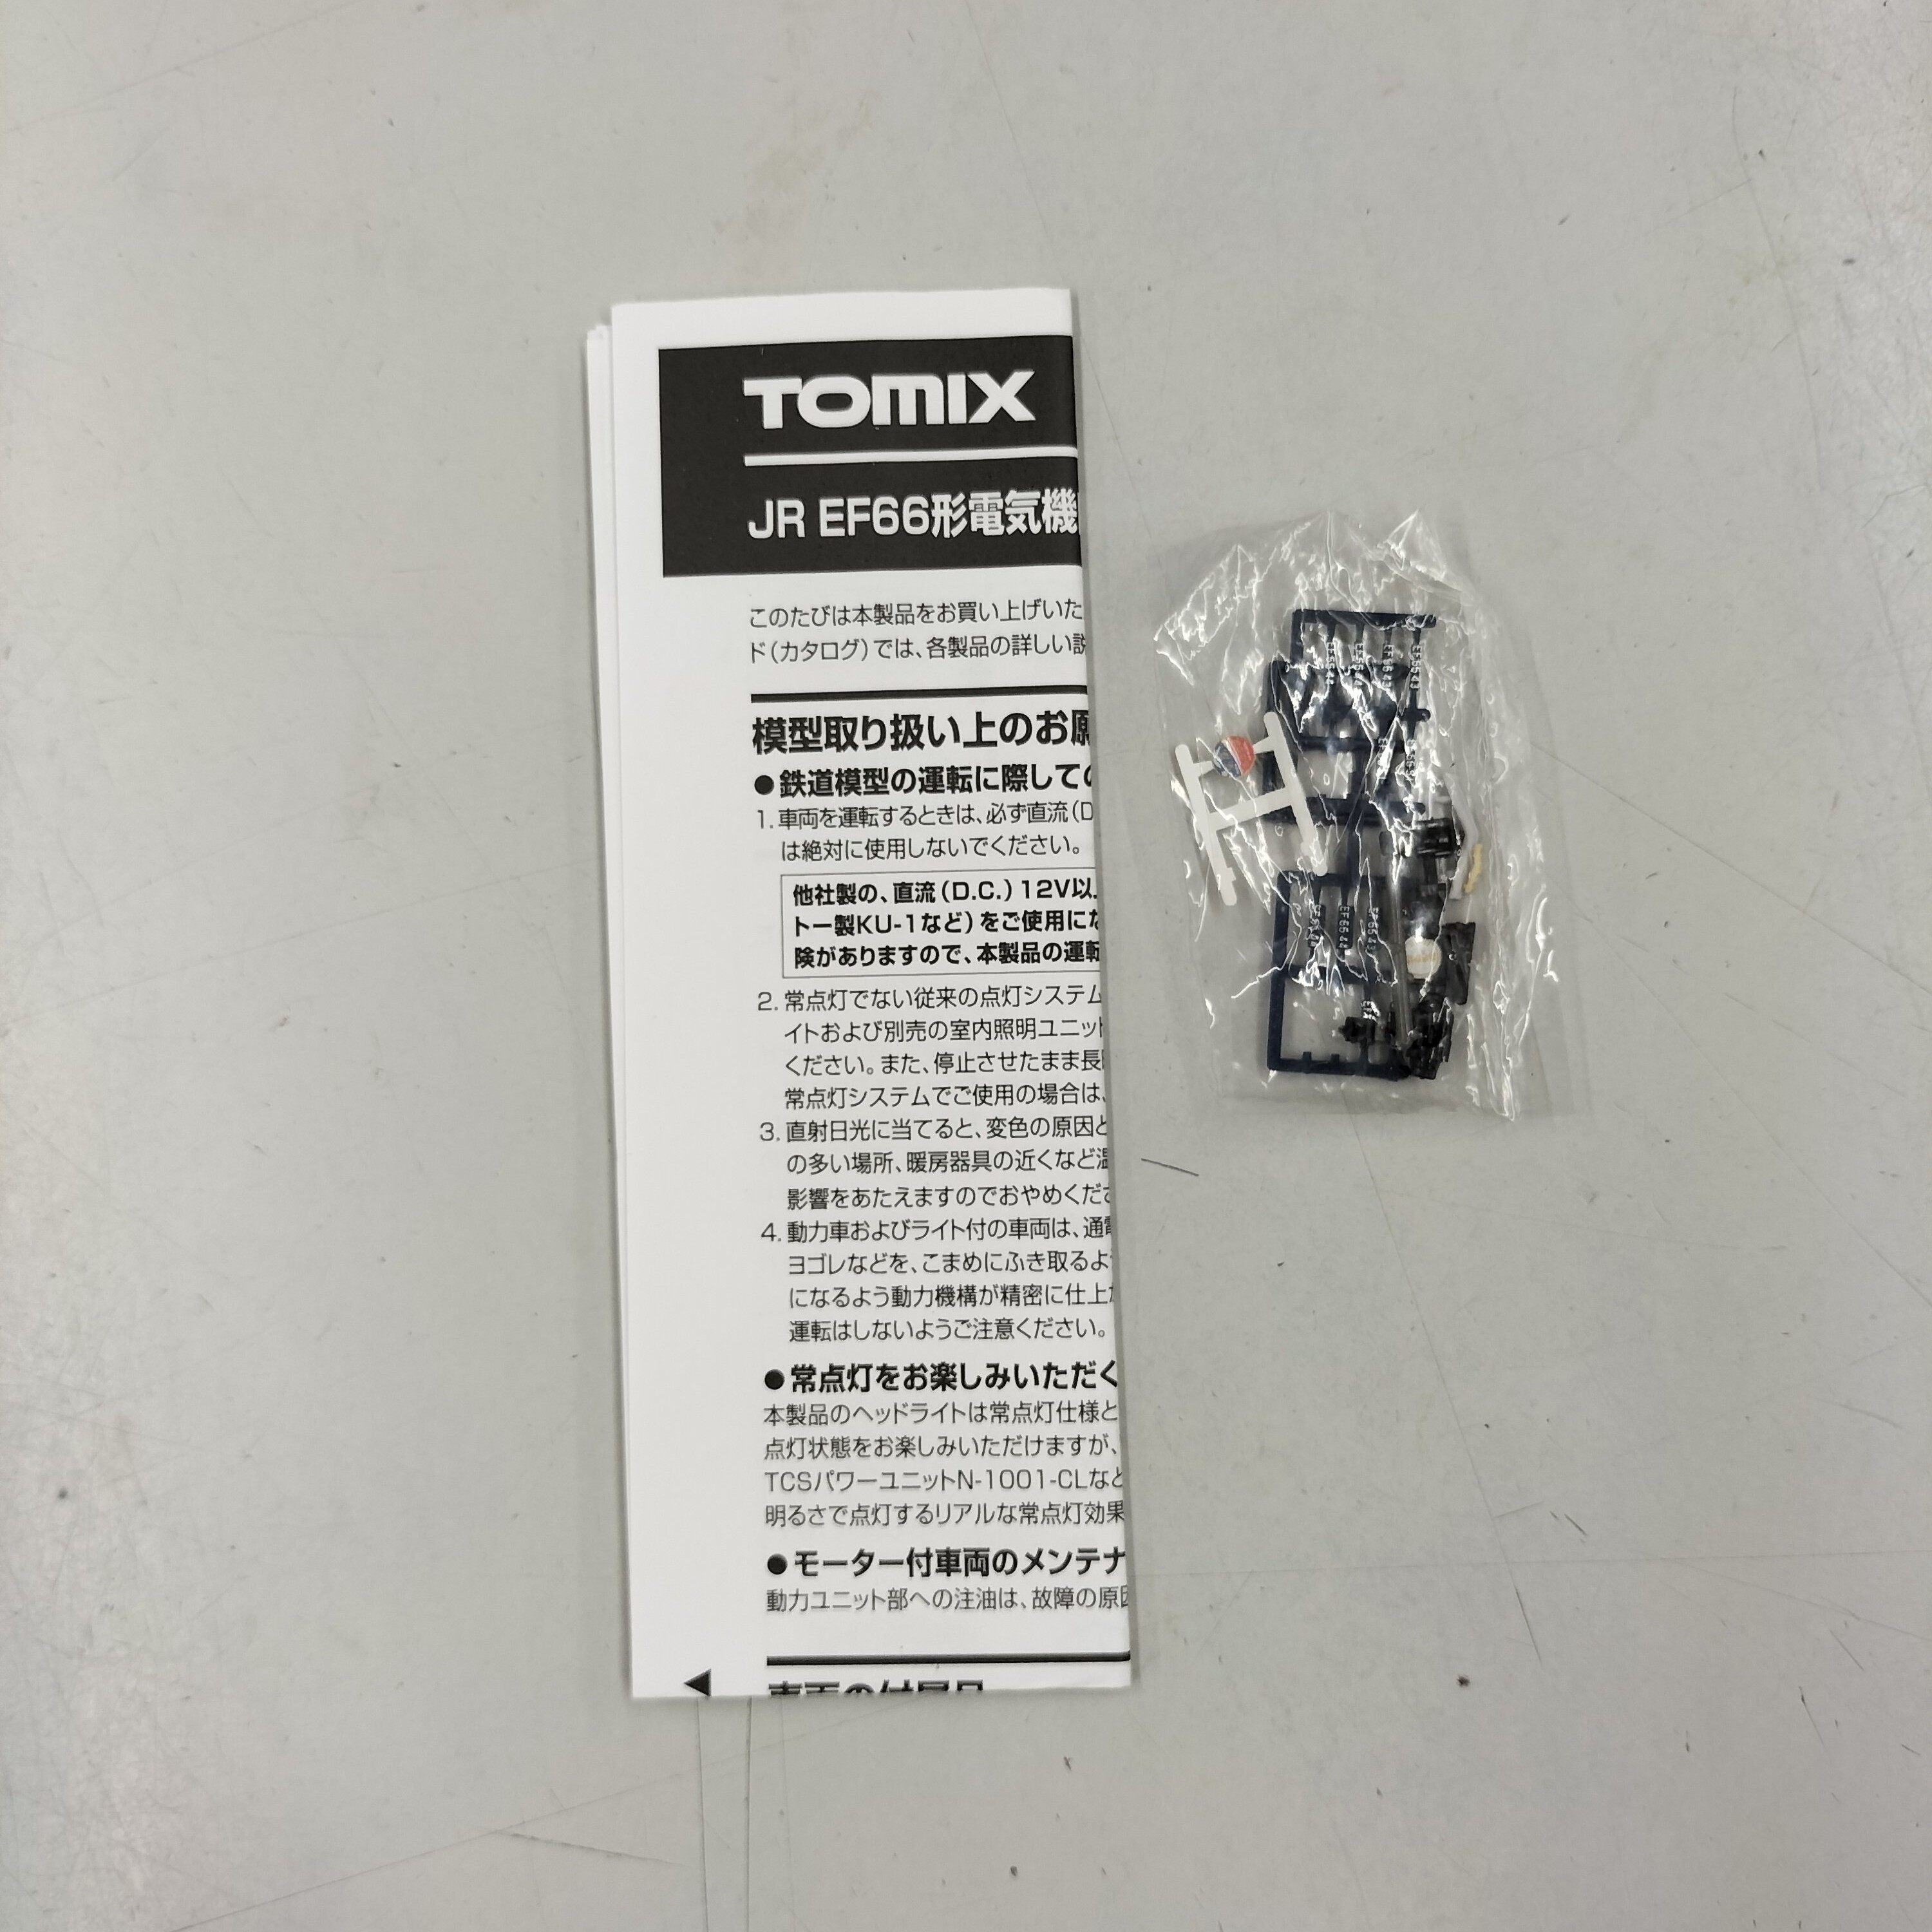 TOMIX
JR EF66形電気機
このたびは本製品をお買い上げいた
ド(カタログ)では、各製品の詳しい説
模型取り扱い上のお願
●鉄道模型の運転に際しての
1. 車両を運転するときは、必ず直流(D
は絶対に使用しないでください。
他社製の、直流(D.C.)12V以上
トー製KU-1など)をご使用にな
険がありますので、本製品の運転
2. 常点灯でない従来の点灯システム
イトおよび別売の室内照明ユニット
ください。また、停止させたまま長時
常点灯システムでご使用の場合は、
3. 直射日光に当てると、変色の原因と
の多い場所、暖房器具の近くなど温
影響をあたえますのでおやめくださ
4. 動力車およびライト付の車両は、通電
ヨゴレなどを、こまめにふき取るよう
になるよう動力機構が精密に仕上が
運転はしないようご注意ください。
●常点灯をお楽しみいただく
本製品のヘッドライトは常点灯仕様と
点灯状態をお楽しみいただけますが、
TCSパワーユニットN-1001-CLなど
明るさで点灯するリアルな常点灯効果
●モーター付車両のメンテナ
動力ユニット部への注油は、故障の原因
車両の付属品
EF66 43
EF66 43
EF66 44
EF66 43